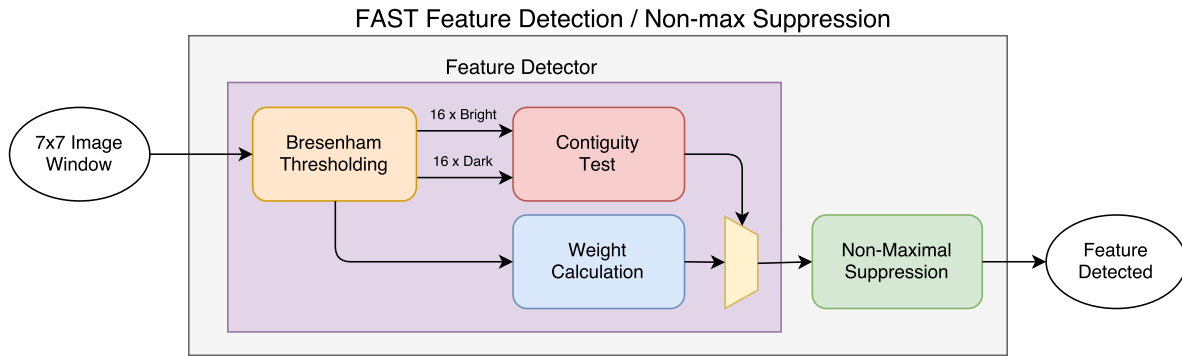 FAST Feature Detection / Non-max Suppression
Feature Detector
7x7 Image
Window
Bresenham
Thresholding
16 x Bright
16 x Dark
Contiguity
Test
Weight
Calculation
Non-Maximal
Suppression
Feature
Detected